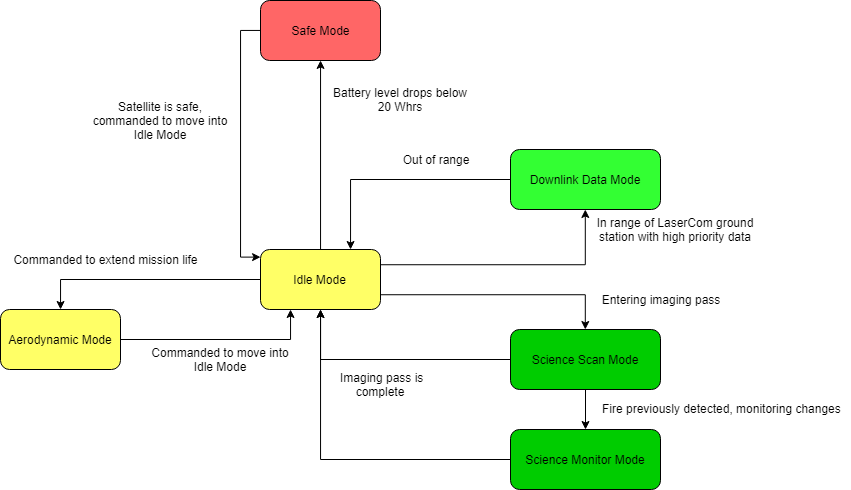 Safe Mode
Battery level drops below
20 Whrs
Satellite is safe,
commanded to move into
Idle Mode
Out of range
Downlink Data Mode
In range of LaserCom ground
station with high priority data
Commanded to extend mission life
Idle Mode
Entering imaging pass
Aerodynamic Mode
Commanded to move into
Idle Mode
Science Scan Mode
Imaging pass is
complete
Fire previously detected, monitoring changes
Science Monitor Mode